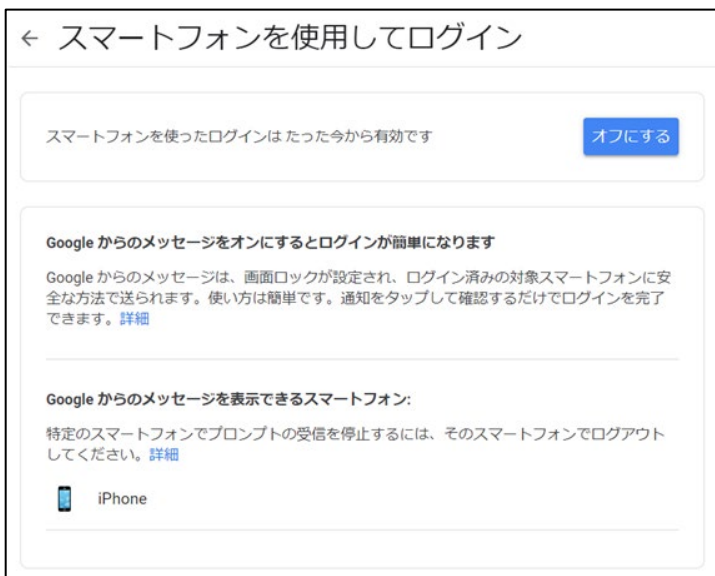 ← スマートフォンを使用してログイン
スマートフォンを使ったログインは たった今から有効です
オフにする
Google からのメッセージをオンにするとログインが簡単になります
Google からのメッセージは、画面ロックが設定され、ログイン済みの対象スマートフォンに安
全な方法で送られます。使い方は簡単です。通知をタップして確認するだけでログインを完了
できます。詳細
Google からのメッセージを表示できるスマートフォン:
特定のスマートフォンでプロンプトの受信を停止するには、そのスマートフォンでログアウト
してください。詳細
iPhone